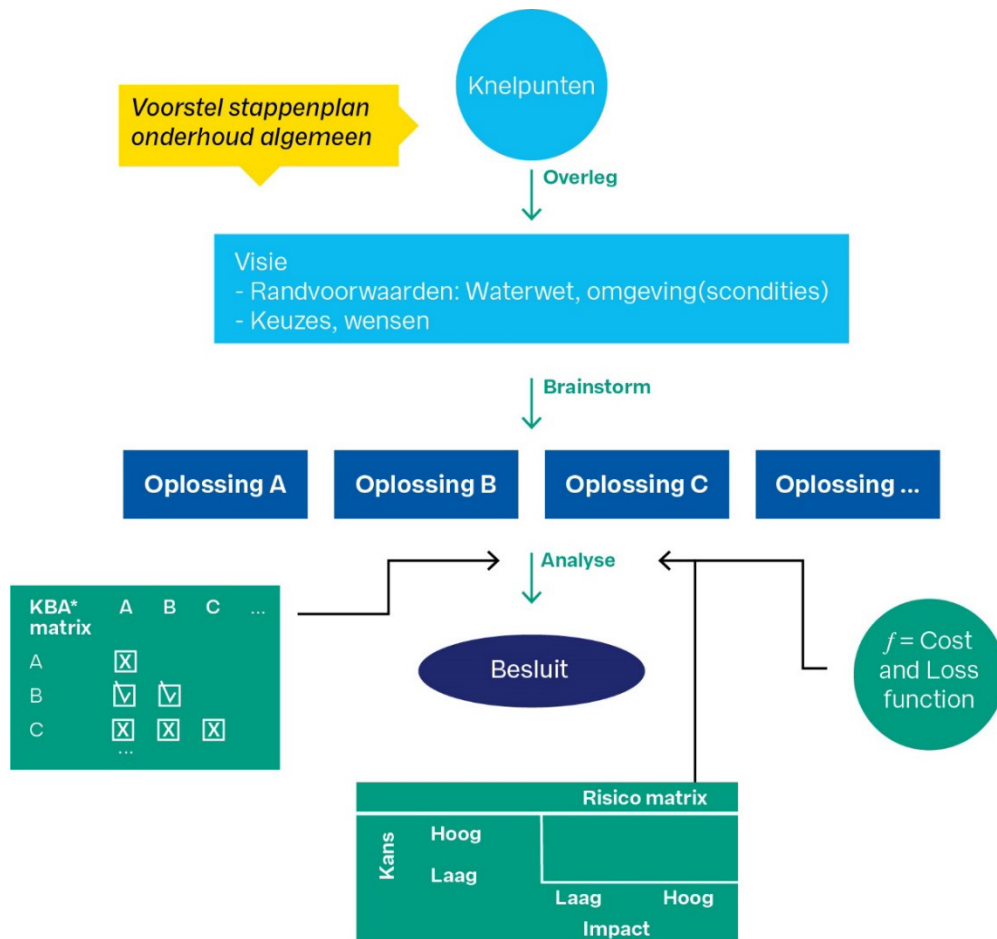 Knelpunten
Voorstel stappenplan
onderhoud algemeen
Overleg
Visie
- Randvoorwaarden: Waterwet, omgeving(scondities)
- Keuzes, wensen
Brainstorm
Oplossing A
Oplossing B
Oplossing C
Oplossing ...
Analyse
KBA* A B C ...
matrix
A X
B V V
C X X X
...
Besluit
f = Cost
and Loss
function
Risico matrix
Kans
Hoog
Laag
Laag Hoog
Impact